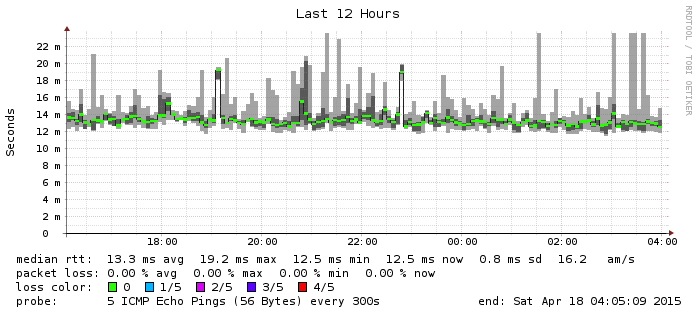 Last 12 Hours
RRDTOOL / TOBI OETIKER
Seconds
22 m
20 m
18 m
16 m
14 m
12 m
10 m
8 m
6 m
4 m
2 m
0
18:00 20:00 22:00 00:00 02:00 04:00
median rtt: 13.3 ms avg 19.2 ms max 12.5 ms min 12.5 ms now 0.8 ms sd 16.2 am/s
packet loss: 0.00 % avg 0.00 % max 0.00 % min 0.00 % now
loss color: 0 1/5 2/5 3/5 4/5
probe: 5 ICMP Echo Pings (56 Bytes) every 300s end: Sat Apr 18 04:05:09 2015